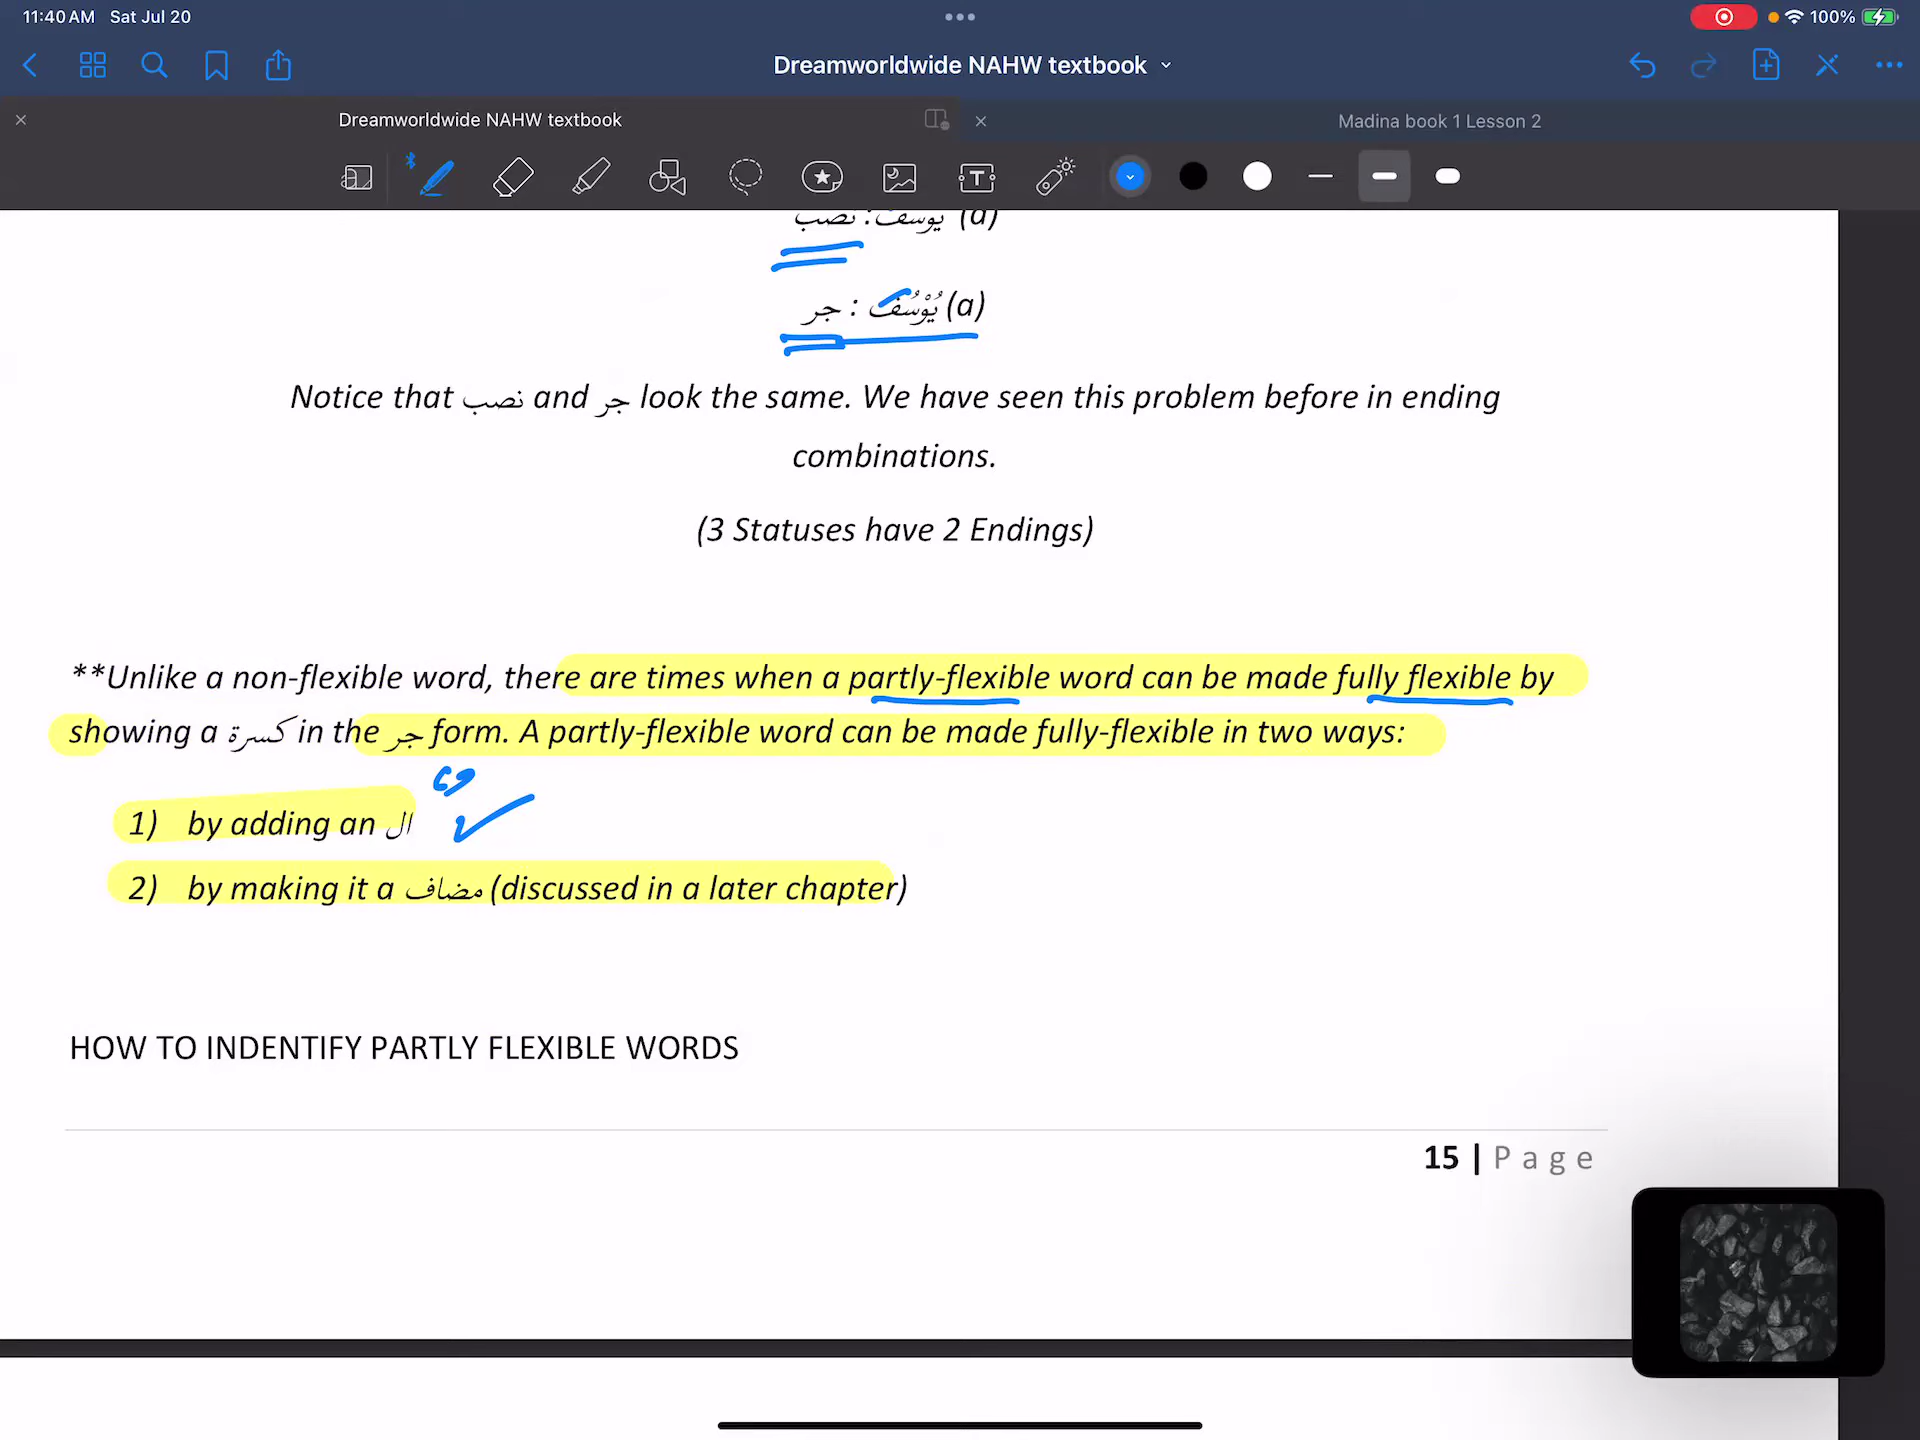 11:40 AM Sat Jul 20
100%
Dreamworldwide NAHW textbook
Dreamworldwide NAHW textbook
Madina book 1 Lesson 2
(a) يوسف: نصب
(a) يُوْسُف : جر
Notice that نصب and جر look the same. We have seen this problem before in ending
combinations.
(3 Statuses have 2 Endings)
**Unlike a non-flexible word, there are times when a partly-flexible word can be made fully flexible by
showing a كسرة in the جر form. A partly-flexible word can be made fully-flexible in two ways:
1) by adding an ال
2) by making it a مضاف (discussed in a later chapter)
HOW TO INDENTIFY PARTLY FLEXIBLE WORDS
15 | Page